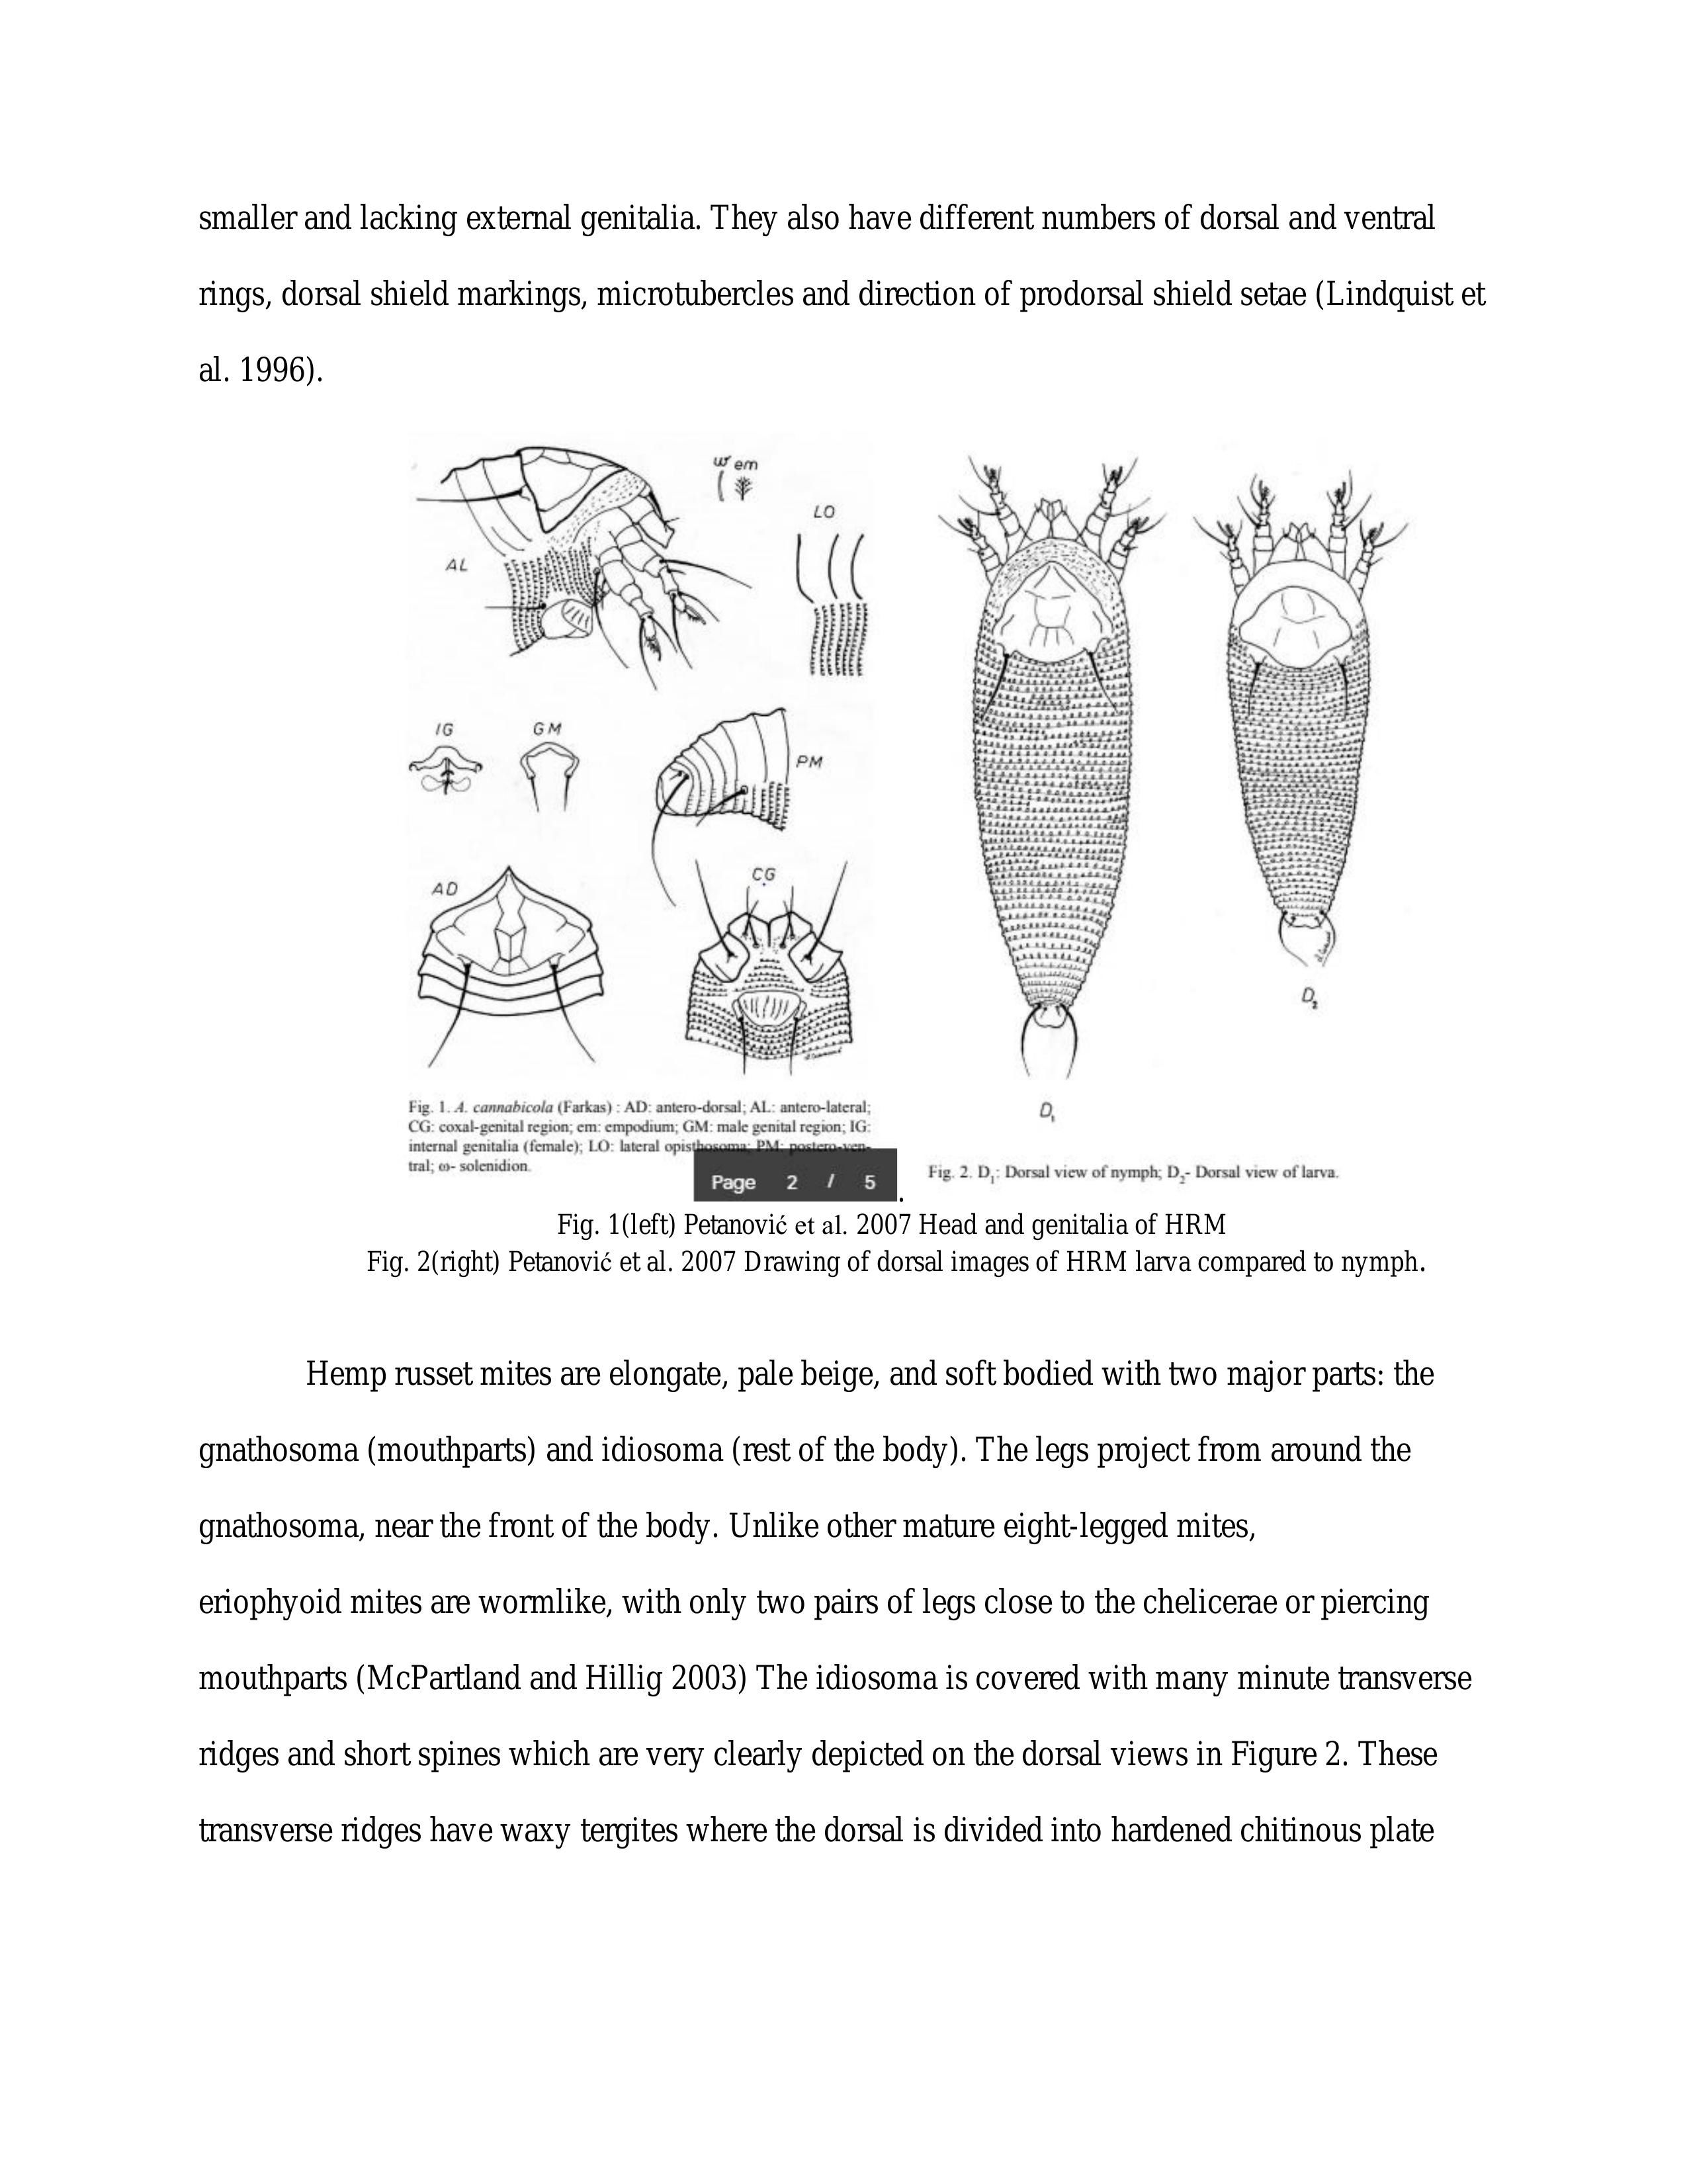 smaller and lacking external genitalia. They also have different numbers of dorsal and ventral
rings, dorsal shield markings, microtubercles and direction of prodorsal shield setae (Lindquist et
al. 1996).
w em
LO
AL
IG
GM
PM
AD
CG
D₁
D₂
Fig. 1. A. cannabicola (Farkas) : AD: antero-dorsal; AL: antero-lateral;
CG: coxal-genital region; em: empodium; GM: male genital region; IG:
internal genitalia (female); LO: lateral opisthosoma; PM: postero-ven-
tral; ω- solenidion.
Page 2 / 5
.
Fig. 2. D₁: Dorsal view of nymph; D₂- Dorsal view of larva.
Fig. 1(left) Petanović et al. 2007 Head and genitalia of HRM
Fig. 2(right) Petanović et al. 2007 Drawing of dorsal images of HRM larva compared to nymph.
Hemp russet mites are elongate, pale beige, and soft bodied with two major parts: the
gnathosoma (mouthparts) and idiosoma (rest of the body). The legs project from around the
gnathosoma, near the front of the body. Unlike other mature eight-legged mites,
eriophyoid mites are wormlike, with only two pairs of legs close to the chelicerae or piercing
mouthparts (McPartland and Hillig 2003) The idiosoma is covered with many minute transverse
ridges and short spines which are very clearly depicted on the dorsal views in Figure 2. These
transverse ridges have waxy tergites where the dorsal is divided into hardened chitinous plate